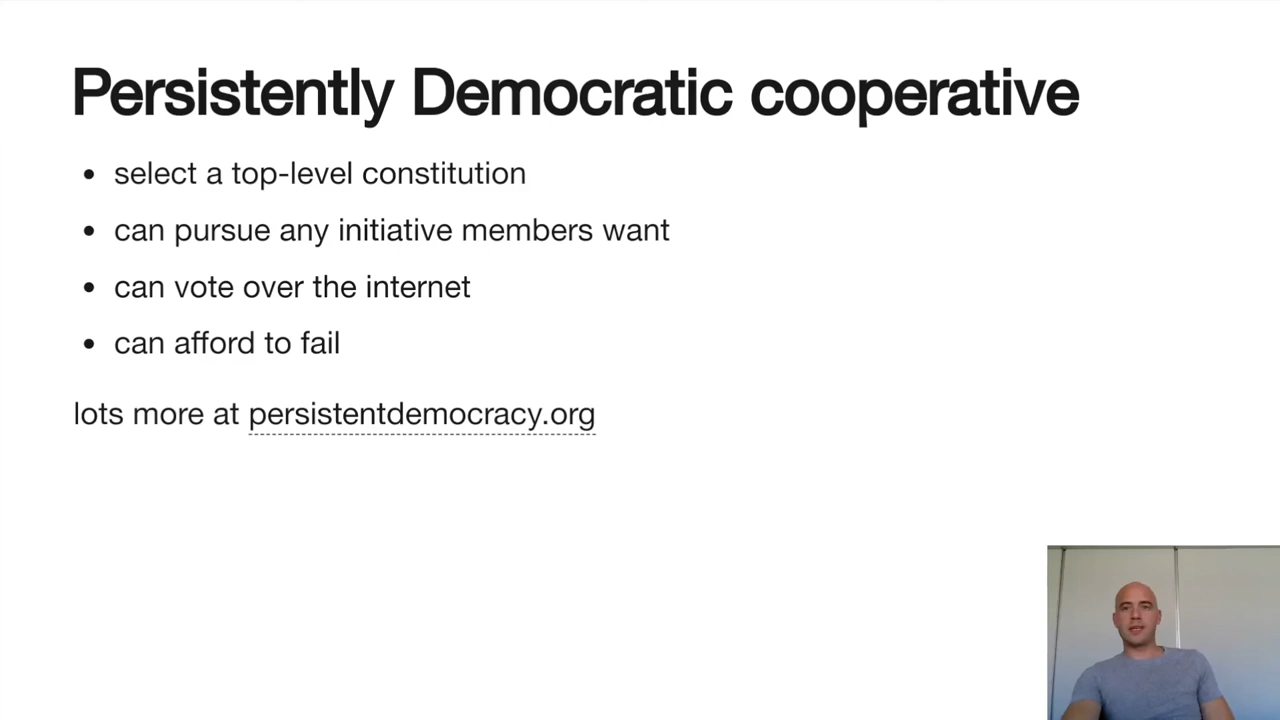 Persistently Democratic cooperative
• select a top-level constitution
• can pursue any initiative members want
• can vote over the internet
• can afford to fail
lots more at persistentdemocracy.org